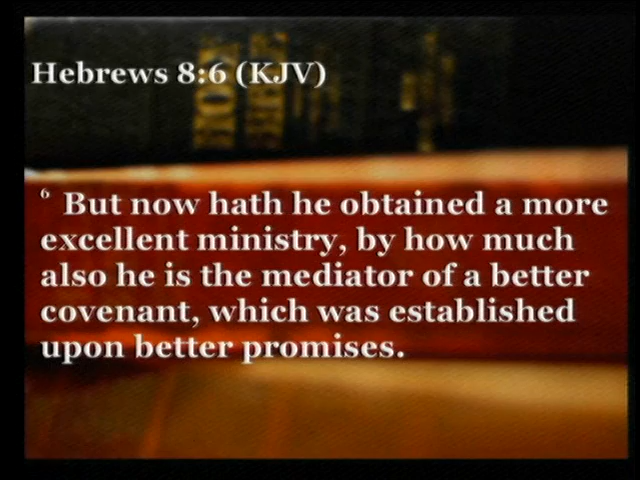 Hebrews 8:6 (KJV)
6 But now hath he obtained a more
excellent ministry, by how much
also he is the mediator of a better
covenant, which was established
upon better promises.